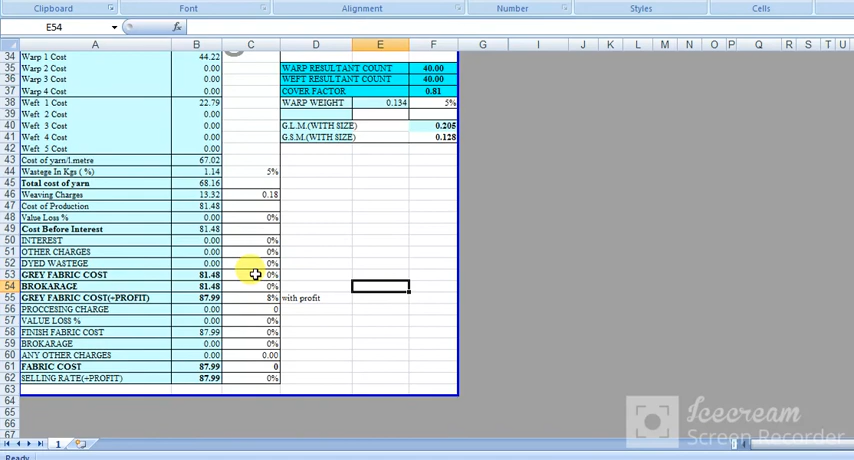 Clipboard Font Alignment Number Styles Cells
E54 fx
A B C D E F G H I J K L M N O P Q R S T U
34 Warp 1 Cost 44.22
35 Warp 2 Cost 0.00 WARP RESULTANT COUNT 40.00
36 Warp 3 Cost 0.00 WEFT RESULTANT COUNT 40.00
37 Warp 4 Cost 0.00 COVER FACTOR 0.81
38 Weft 1 Cost 22.79 WARP WEIGHT 0.134 5%
39 Weft 2 Cost 0.00
40 Weft 3 Cost 0.00 G.L.M.(WITH SIZE) 0.205
41 Weft 4 Cost 0.00 G.S.M.(WITH SIZE) 0.128
42 Weft 5 Cost 0.00
43 Cost of yarn/l.metre 67.02
44 Wastege In Kgs ( %) 1.14 5%
45 Total cost of yarn 68.16
46 Weaving Charges 13.32 0.18
47 Cost of Production 81.48
48 Value Loss % 0.00 0%
49 Cost Before Interest 81.48
50 INTEREST 0.00 0%
51 OTHER CHARGES 0.00 0%
52 DYED WASTEGE 0.00 0%
53 GREY FABRIC COST 81.48 0%
54 BROKARAGE 81.48 0%
55 GREY FABRIC COST(+PROFIT) 87.99 8% with profit
56 PROCCESING CHARGE 0.00 0
57 VALUE LOSS % 0.00 0%
58 FINISH FABRIC COST 87.99 0%
59 BROKARAGE 0.00 0%
60 ANY OTHER CHARGES 0.00 0.00
61 FABRIC COST 87.99 0
62 SELLING RATE(+PROFIT) 87.99 0%
63
64
65
66
67
1
Ready
Icecream
Screen Recorder